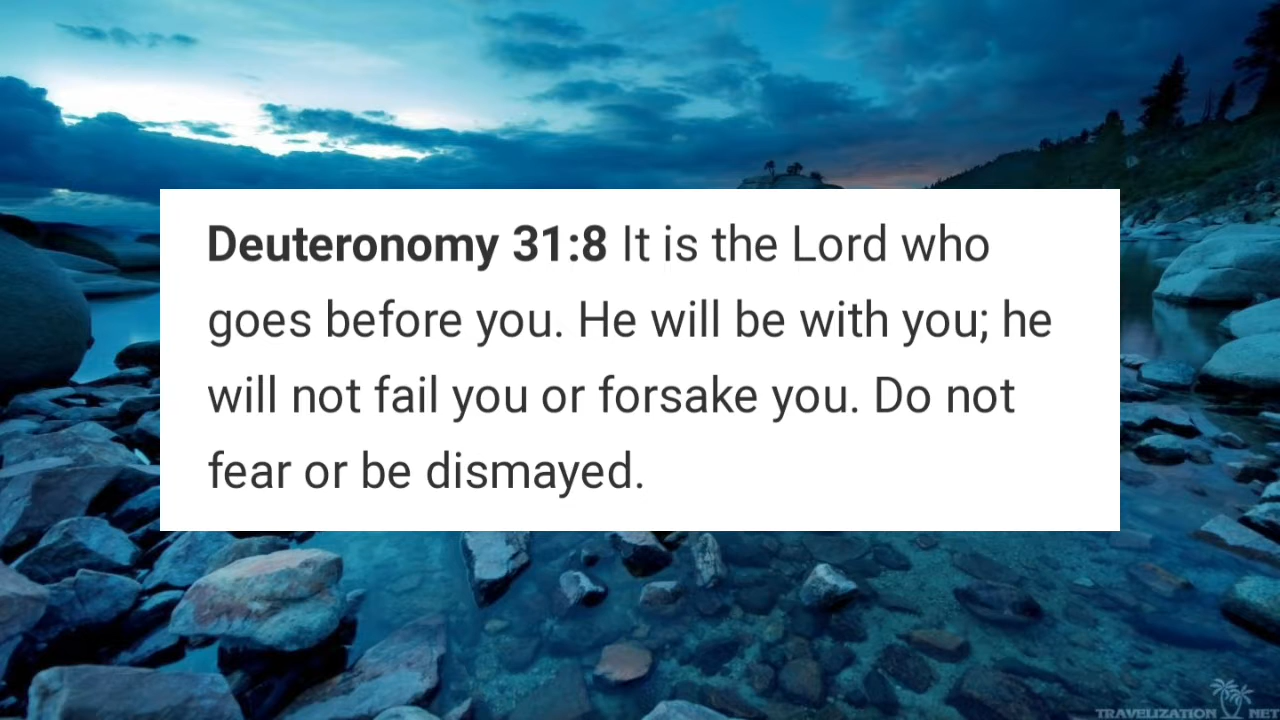 Deuteronomy 31:8 It is the Lord who
goes before you. He will be with you; he
will not fail you or forsake you. Do not
fear or be dismayed.
TRAVELIZATION NET